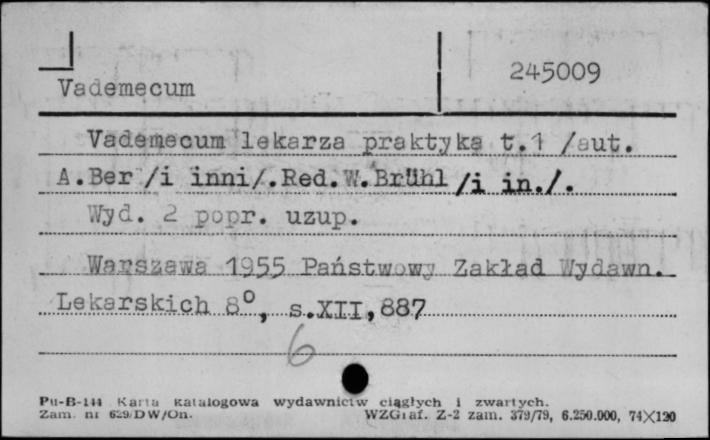 245009
Vademecum
Vademecum lekarza praktyka t.1 /aut.
A.Ber /i inni/.Red.W.Brühl /i in./.
Wyd. 2 popr. uzup.
Warszawa 1955 Państwowy Zakład Wydawn.
Lekarskich 8°, s.XII,887
6
Pu-B-144 Karta katalogowa wydawnictw ciągłych i zwartych.
Zam. nr 629/DW/On. WZGraf. Z-2 zam. 379/79, 6.250.000, 74×120